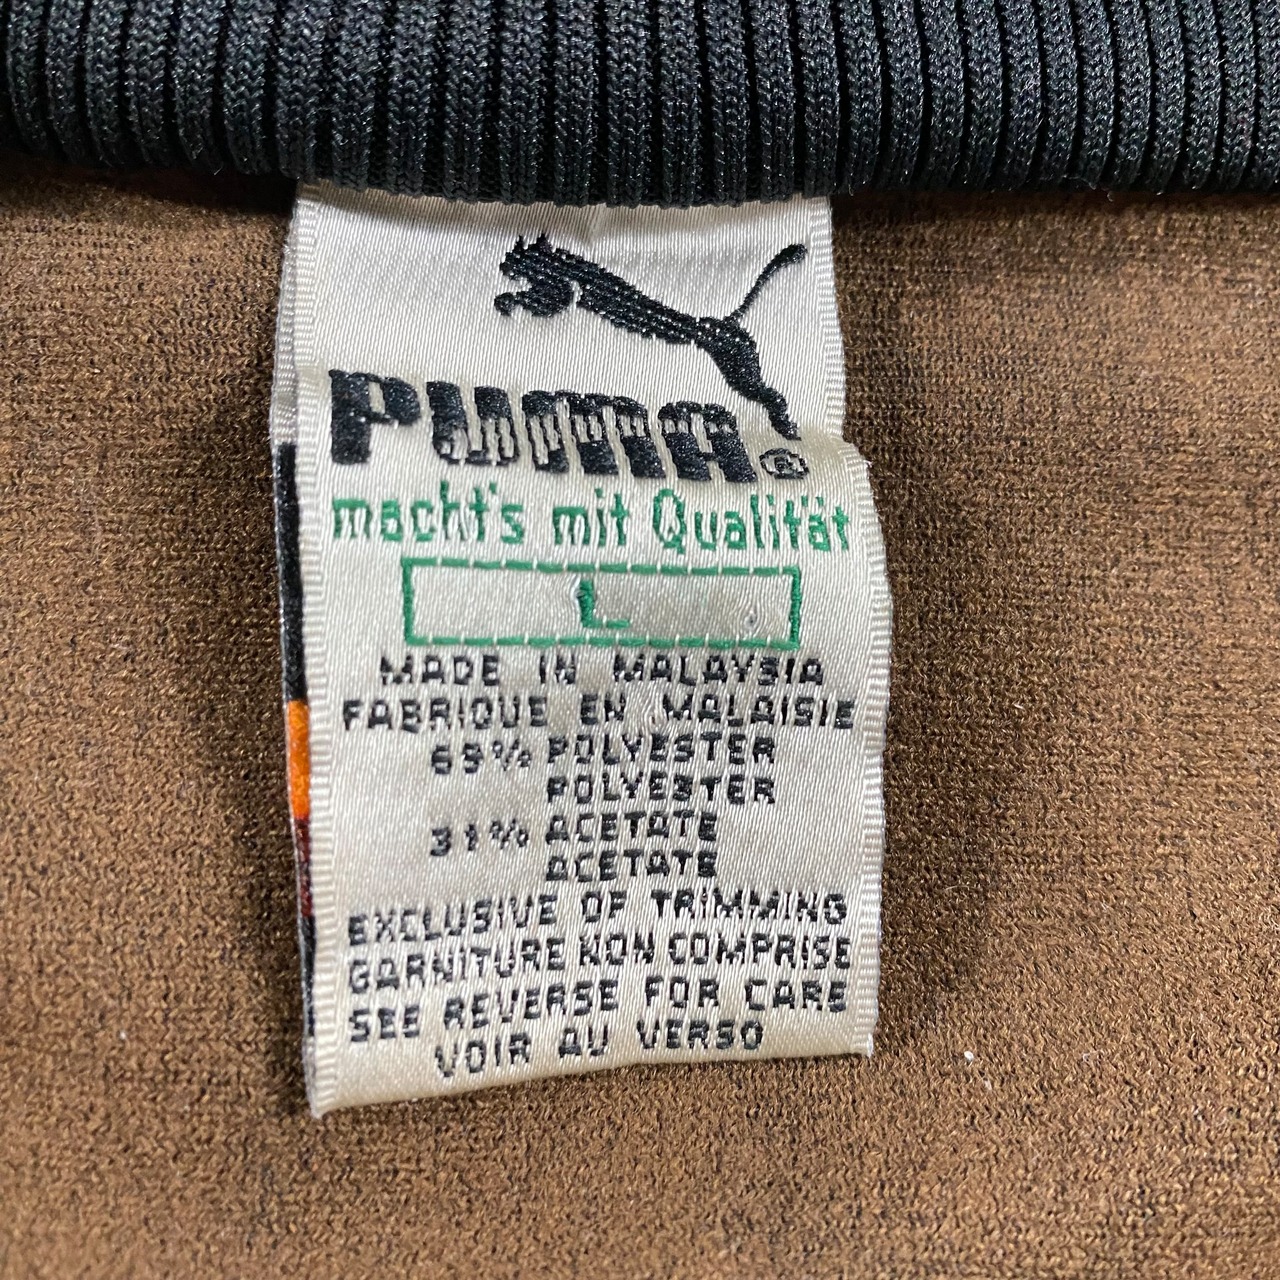 PUMA®
macht's mit Qualität
L
MADE IN MALAYSIA
FABRIQUE EN MALAISIE
69% POLYESTER
POLYESTER
31% ACETATE
ACETATE
EXCLUSIVE OF TRIMMING
GARNITURE NON COMPRISE
SEE REVERSE FOR CARE
VOIR AU VERSO